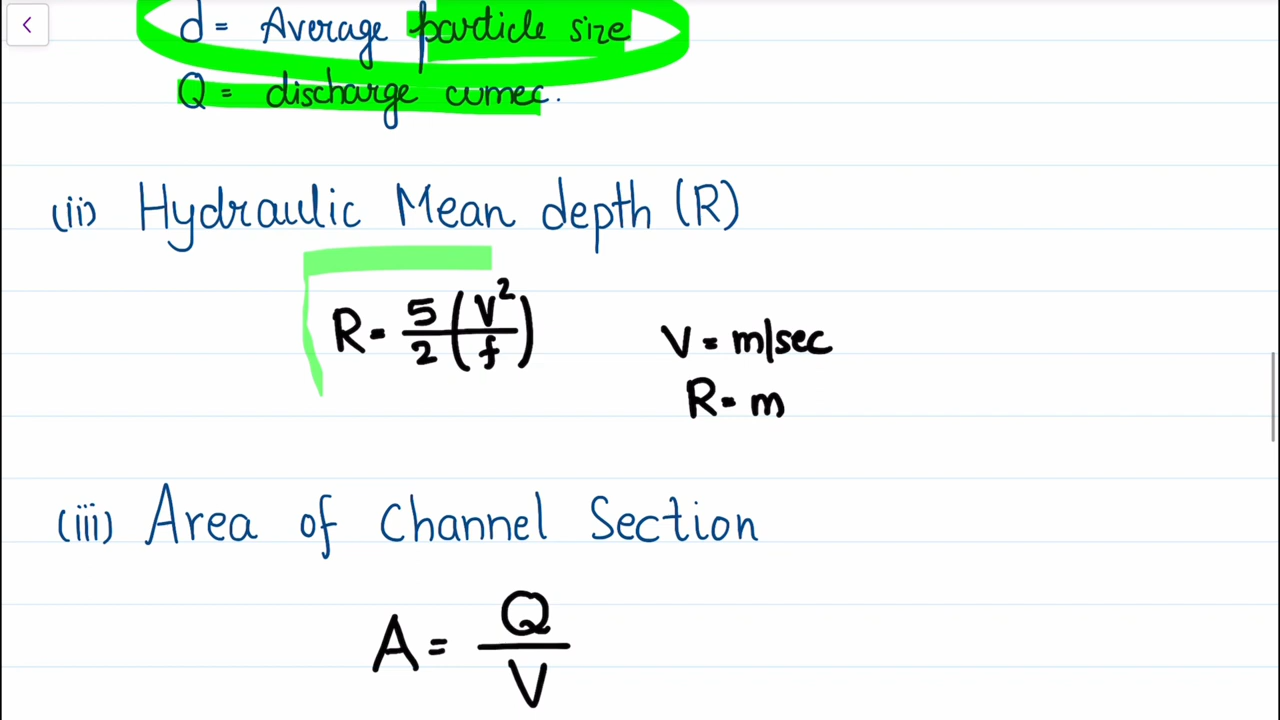 d = Average particle size
Q = discharge cumec.
(ii) Hydraulic Mean depth (R)
R = 5/2 (V²/f)
V = m/sec
R = m
(iii) Area of Channel Section
A = Q/V